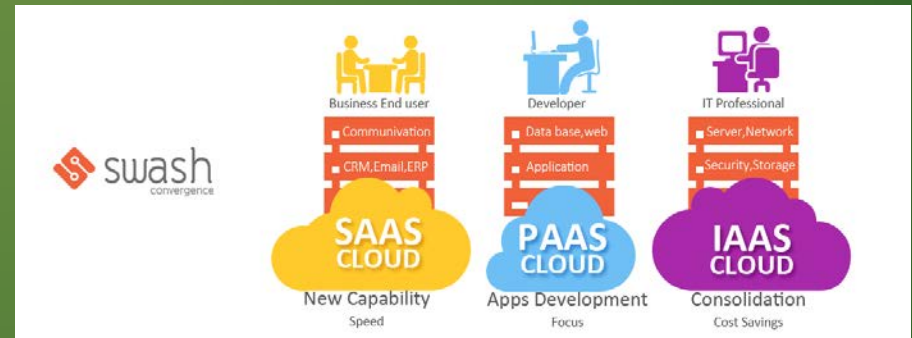 swash
convergence
Business End user
Communivation
CRM,Email,ERP
SAAS
CLOUD
New Capability
Speed
Developer
Data base,web
Application
PAAS
CLOUD
Apps Development
Focus
IT Professional
Server,Network
Security,Storage
IAAS
CLOUD
Consolidation
Cost Savings